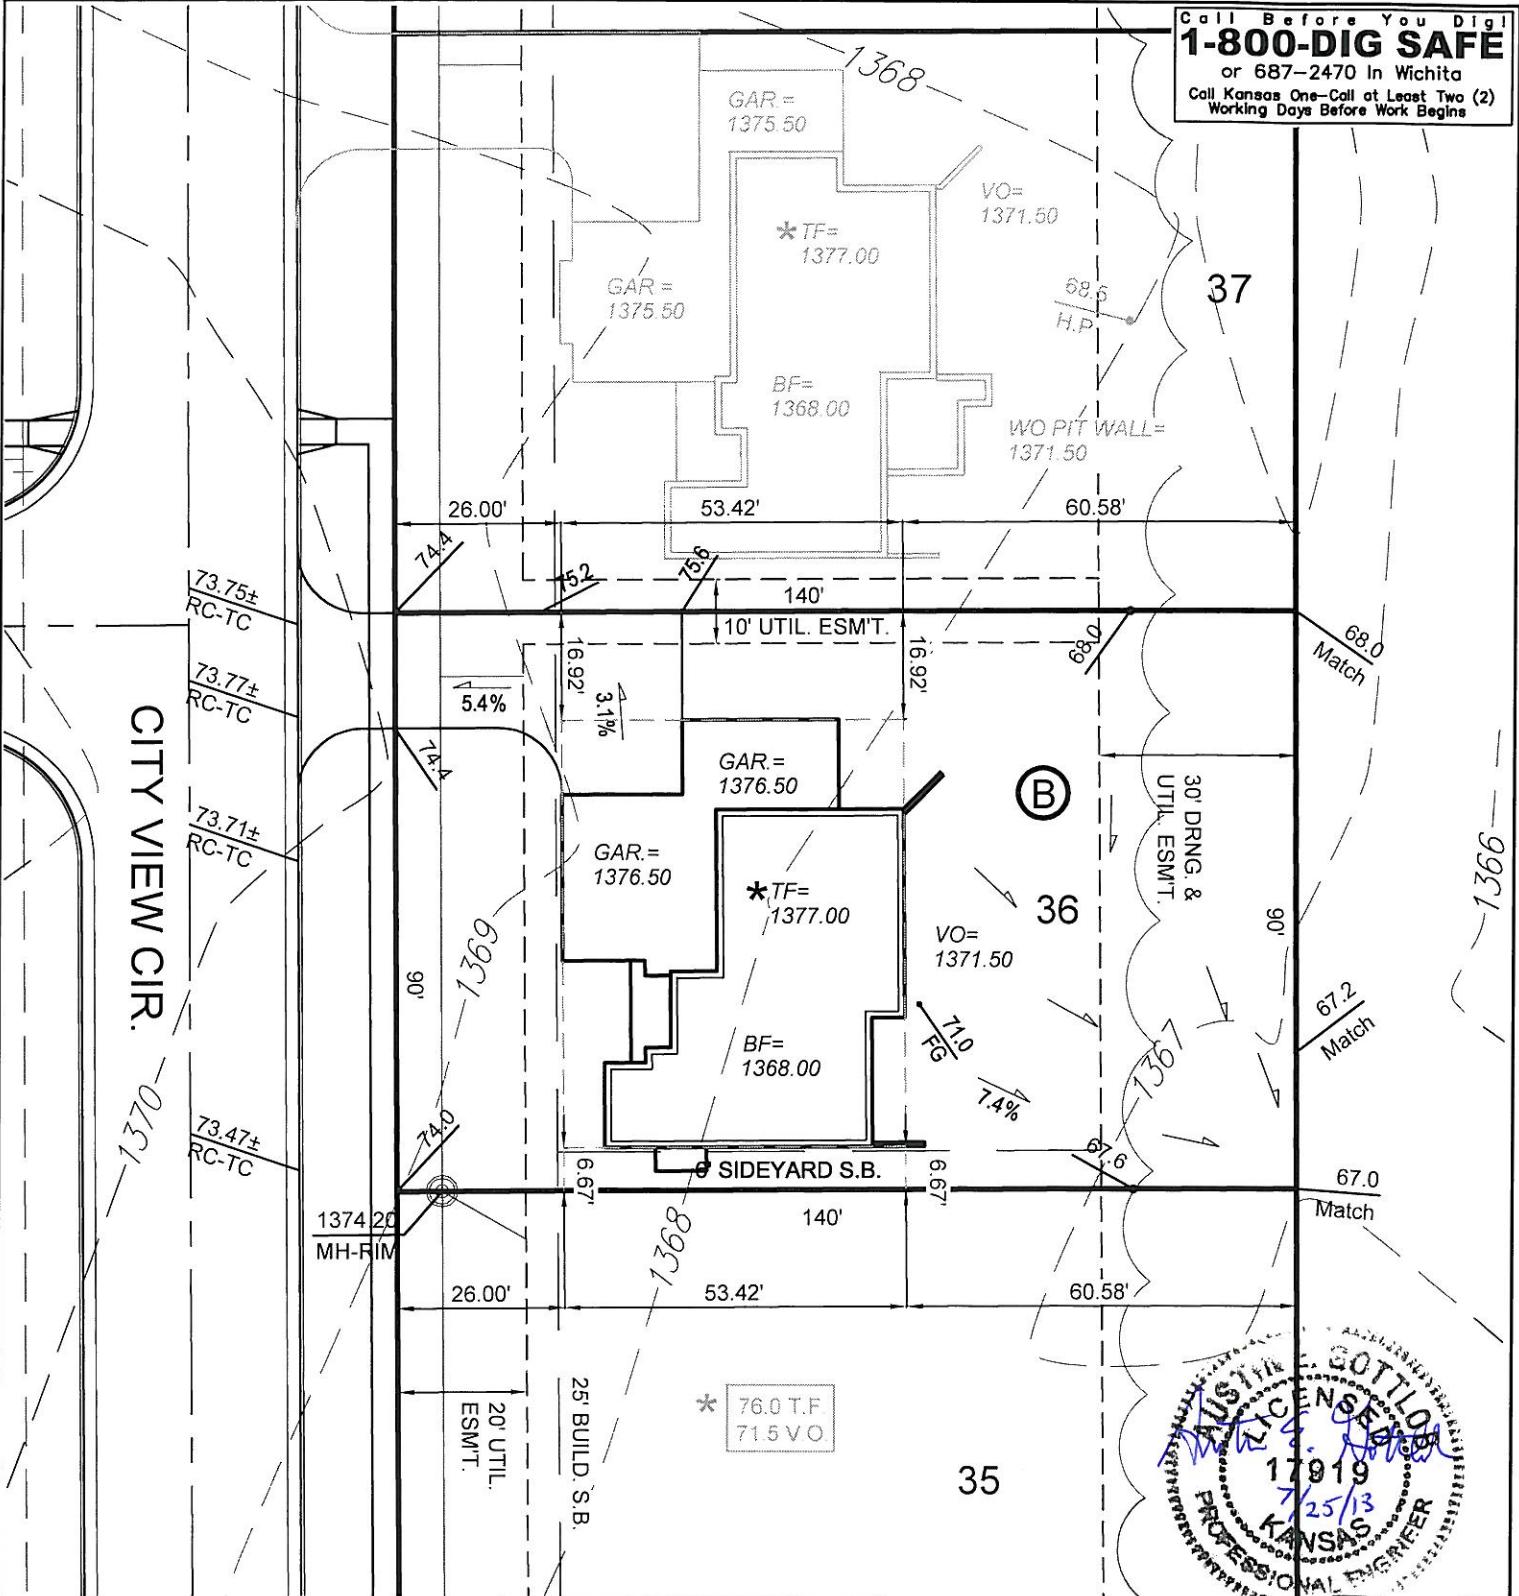 Call Before You Dig!
1-800-DIG SAFE
or 687-2470 In Wichita
Call Kansas One-Call at Least Two (2)
Working Days Before Work Begins
1368
GAR.=
1375.50
VO=
1371.50
*TF=
1377.00
37
GAR =
1375.50
68.5
H.P
BF=
1368.00
WO PIT WALL=
1371.50
26.00'
53.42'
60.58'
74.4
75.2
75.6
73.75±
RC-TC
140'
10' UTIL. ESM'T.
68.0
68.0
Match
16.92'
16.92'
73.77±
RC-TC
5.4%
3.1%
74.4
GAR.=
1376.50
B
30' DRNG. &
UTIL. ESM'T.
73.71±
RC-TC
CITY VIEW CIR.
GAR.=
1376.50
*TF=
1377.00
36
1366
90'
VO=
1371.50
1369
90'
67.2
Match
71.0
FG
BF=
1368.00
1367
7.4%
1370
73.47±
RC-TC
74.0
67.6
6' SIDEYARD S.B.
6.67'
6.67'
67.0
Match
1374.20
MH-RIM
140'
1368
26.00'
53.42'
60.58'
20' UTIL.
ESM'T.
25' BUILD. S.B.
* 76.0 T.F.
71.5 V O
35
AUSTIN E. GOTTLOB
LICENSED
17919
7/25/13
KANSAS
PROFESSIONAL ENGINEER
Austin E. Gottlob